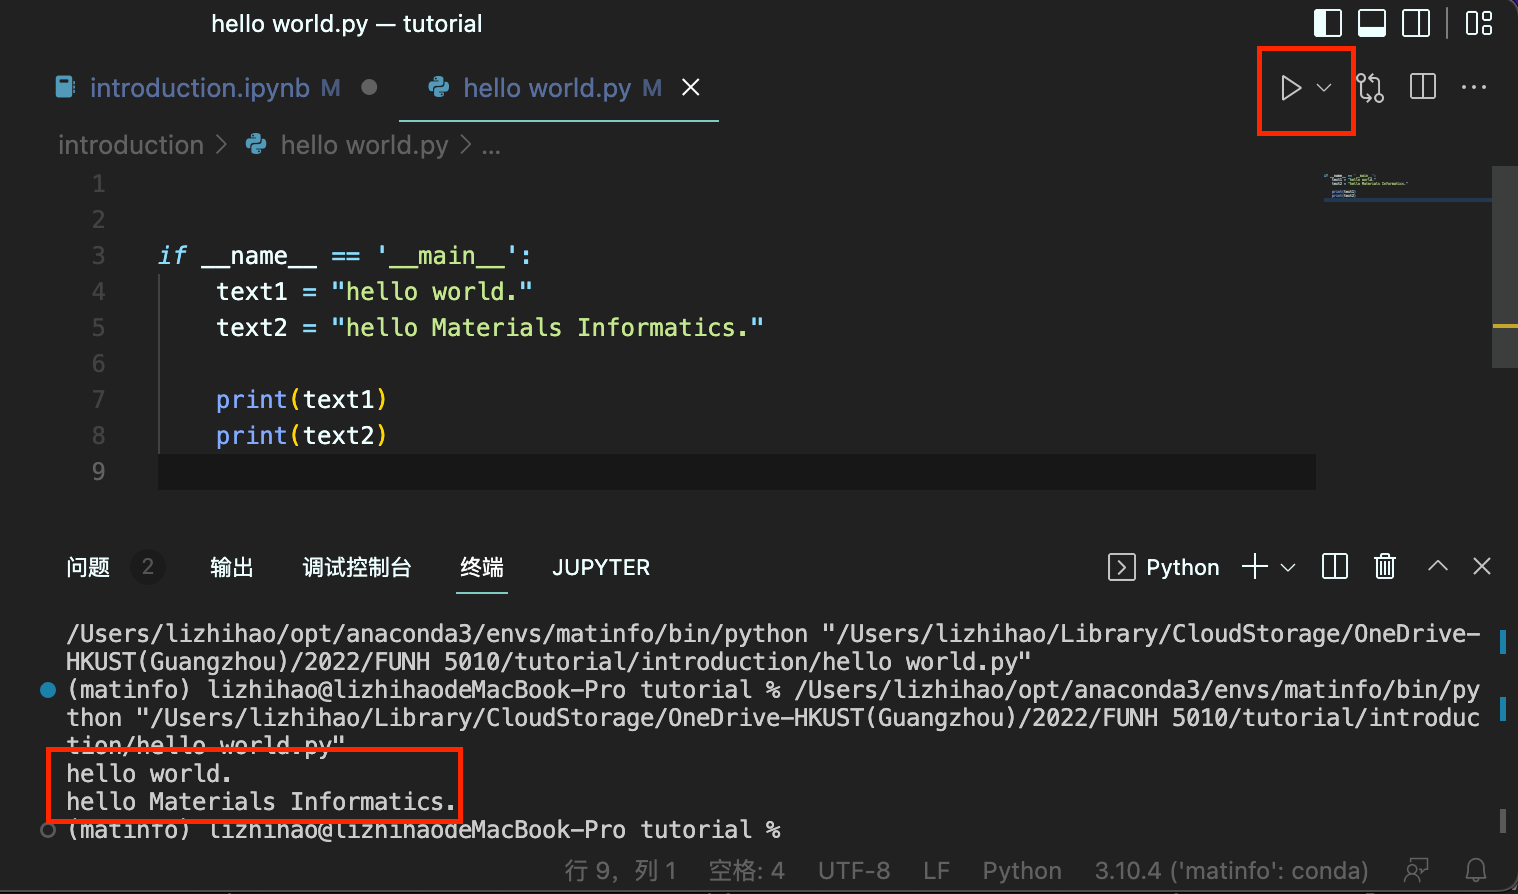 hello world.py — tutorial
introduction.ipynb M
hello world.py M
introduction > hello world.py > ...
1
2
3 if __name__ == '__main__':
4 text1 = "hello world."
5 text2 = "hello Materials Informatics."
6
7 print(text1)
8 print(text2)
9
问题 2 输出 调试控制台 终端 JUPYTER Python
/Users/lizhihao/opt/anaconda3/envs/matinfo/bin/python "/Users/lizhihao/Library/CloudStorage/OneDrive-
HKUST(Guangzhou)/2022/FUNH 5010/tutorial/introduction/hello world.py"
(matinfo) lizhihao@lizhihaodeMacBook-Pro tutorial % /Users/lizhihao/opt/anaconda3/envs/matinfo/bin/py
thon "/Users/lizhihao/Library/CloudStorage/OneDrive-HKUST(Guangzhou)/2022/FUNH 5010/tutorial/introduc
tion/hello world.py"
hello world.
hello Materials Informatics.
(matinfo) lizhihao@lizhihaodeMacBook-Pro tutorial %
行 9，列 1 空格: 4 UTF-8 LF Python 3.10.4 ('matinfo': conda)